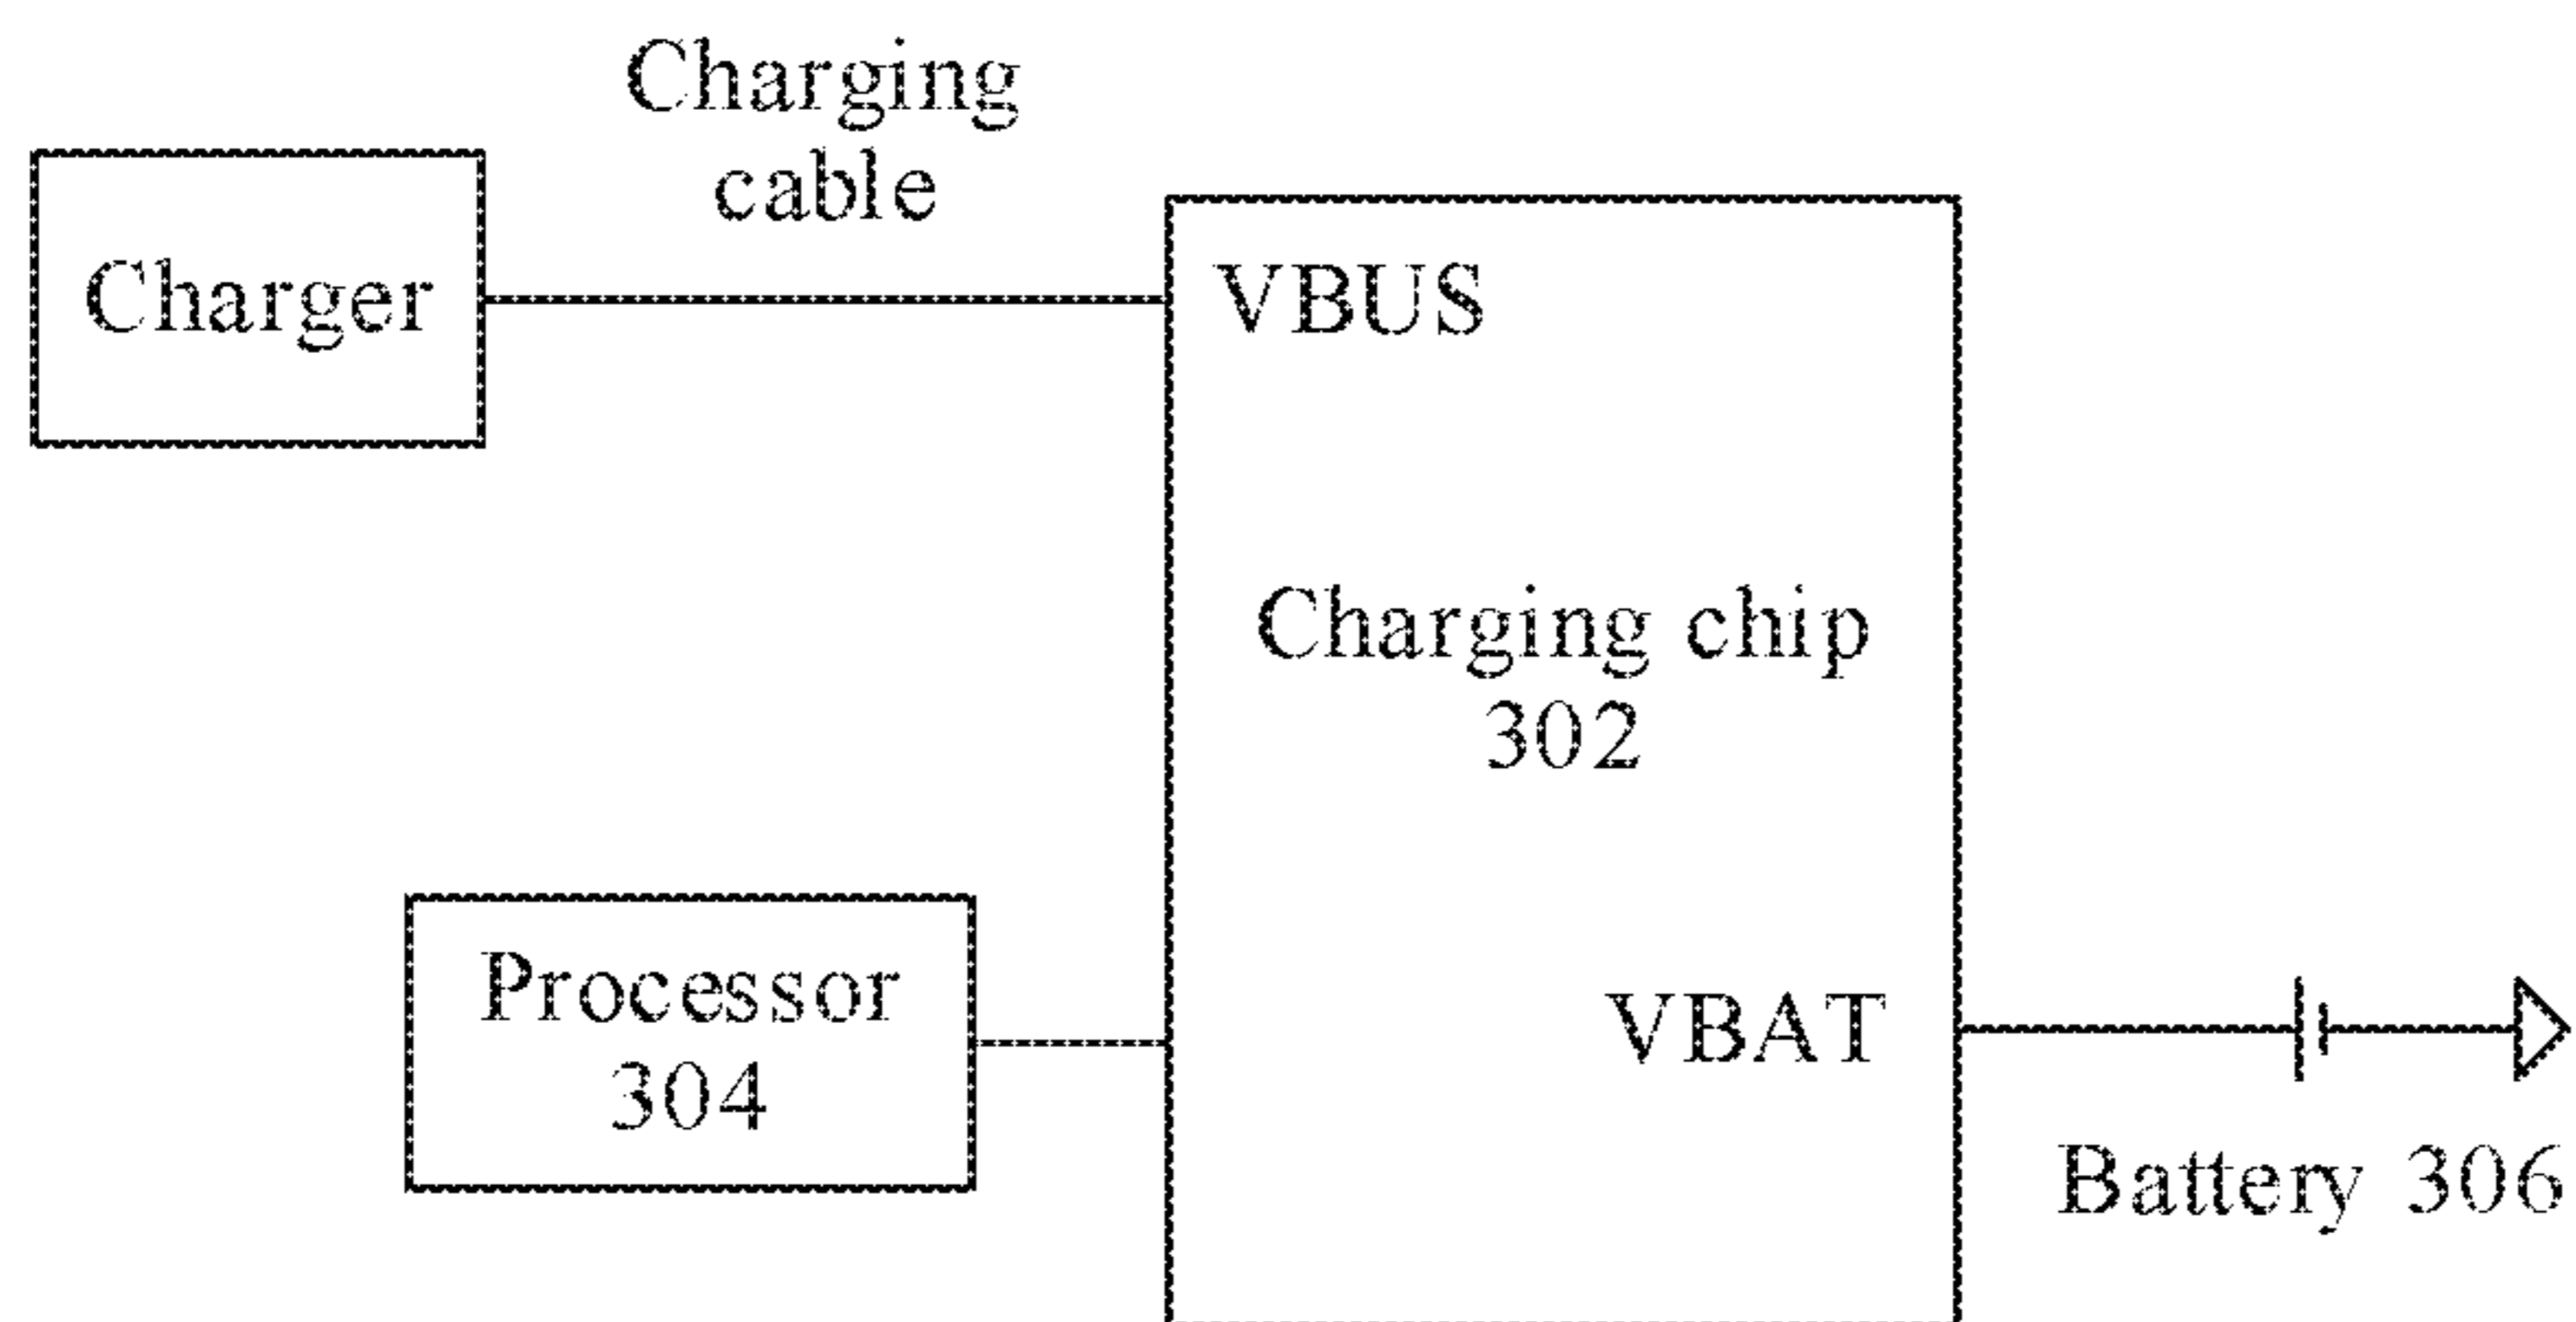 Charging
cable
Charger
VBUS
Charging chip
302
Processor
304
VBAT
Battery 306